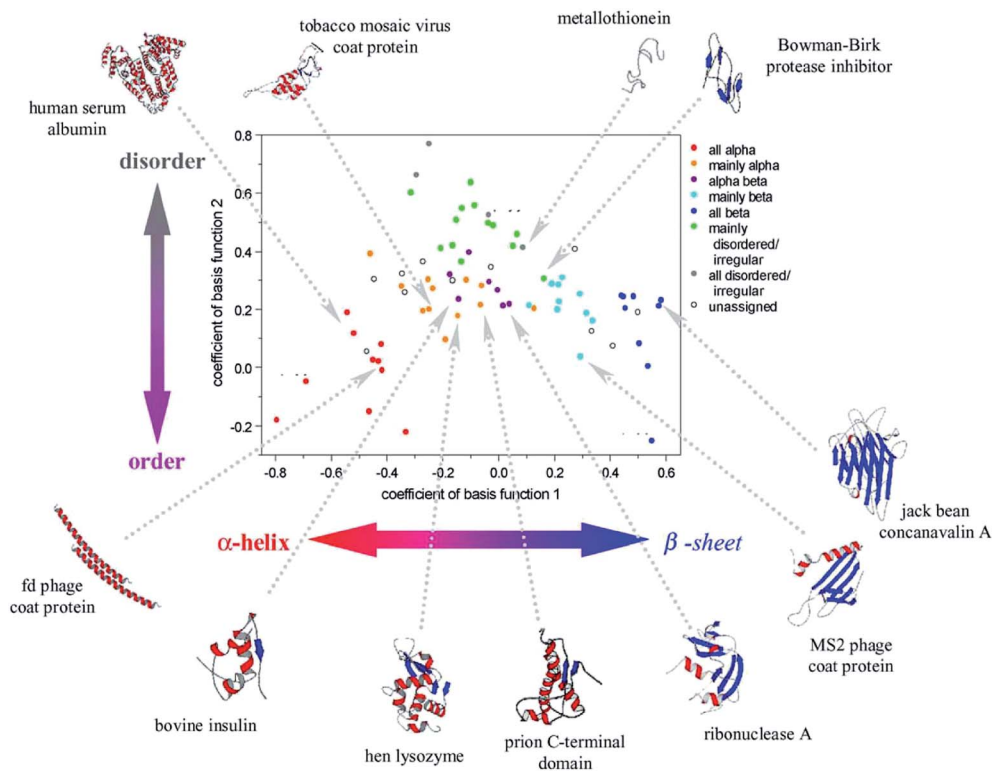 tobacco mosaic virus
coat protein
metallothionein
Bowman-Birk
protease inhibitor
human serum
albumin
disorder
order
coefficient of basis function 2
0.8
0.6
0.4
0.2
0.0
-0.2
-0.8
-0.6
-0.4
-0.2
0.0
0.2
0.4
0.6
coefficient of basis function 1
all alpha
mainly alpha
alpha beta
mainly beta
all beta
mainly
disordered/
irregular
all disordered/
irregular
unassigned
α-helix
β -sheet
jack bean
concanavalin A
fd phage
coat protein
MS2 phage
coat protein
bovine insulin
hen lysozyme
prion C-terminal
domain
ribonuclease A